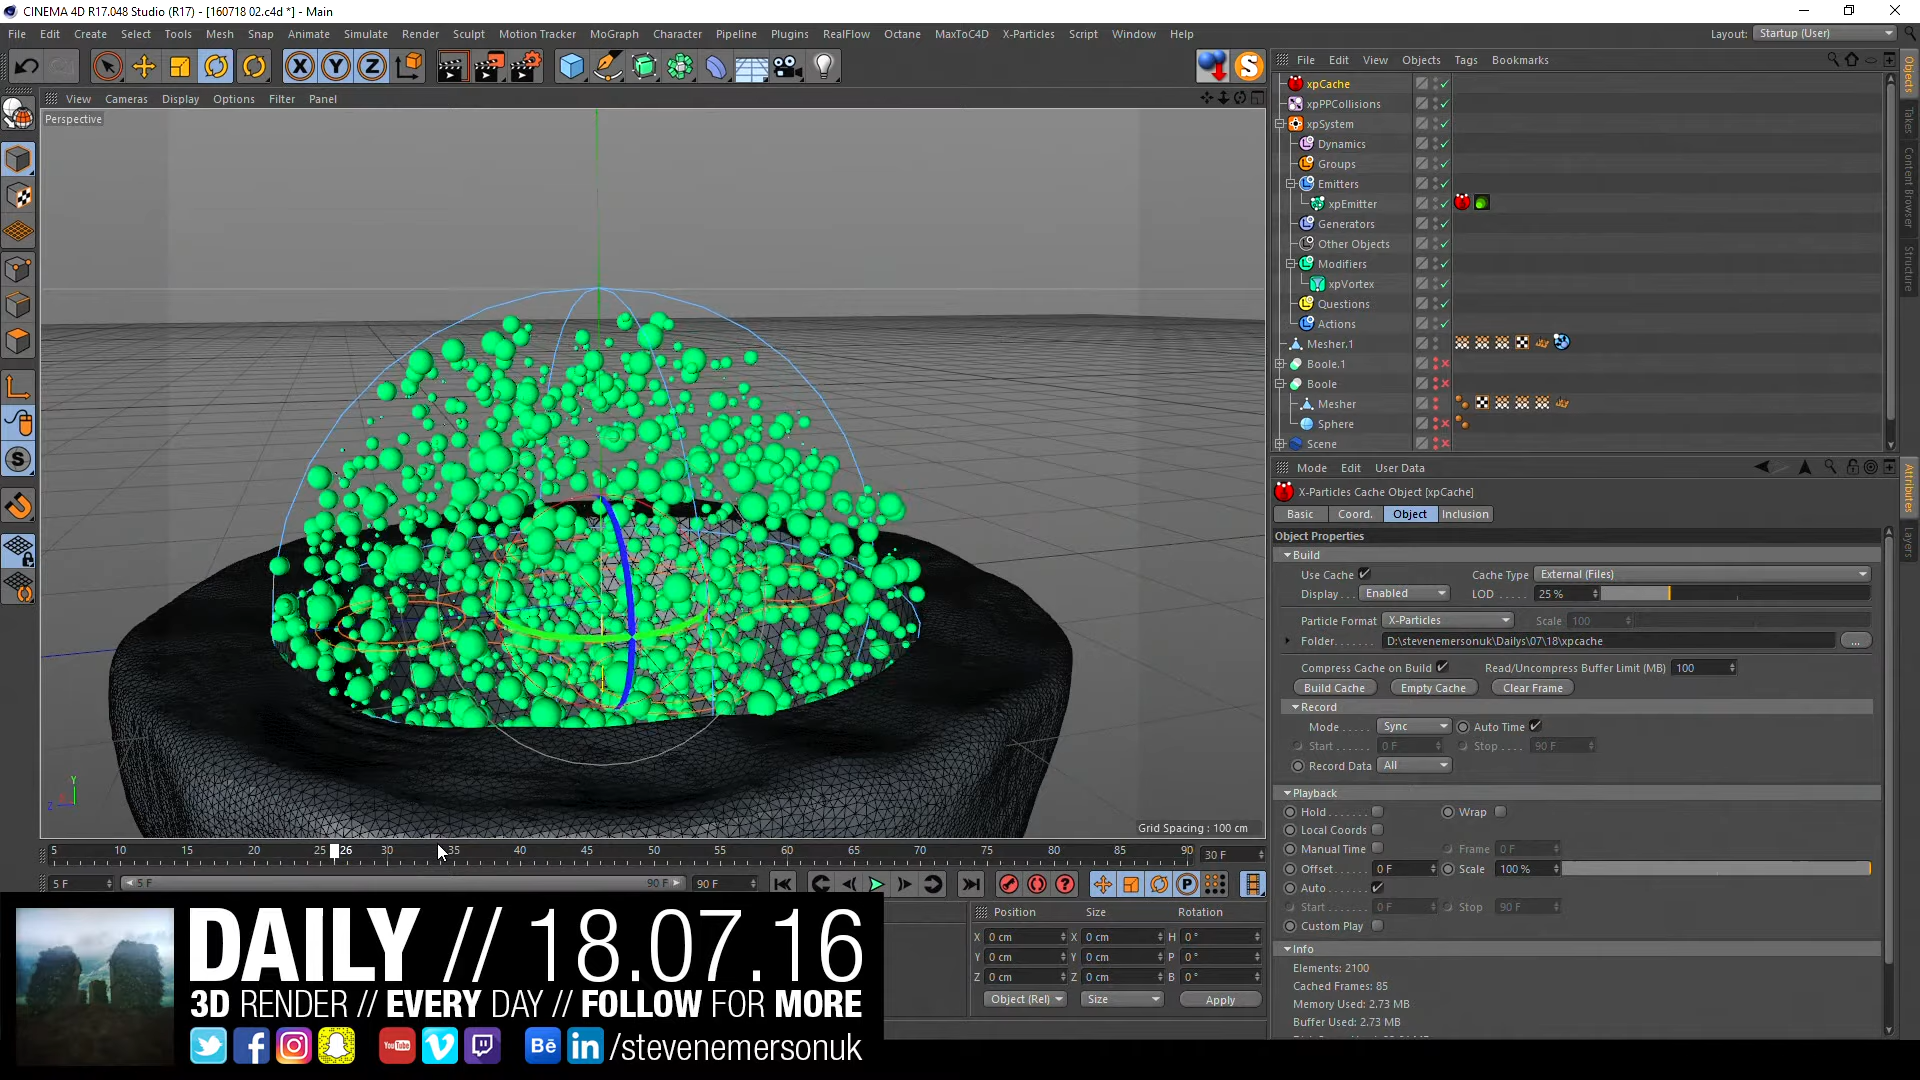 CINEMA 4D R17.048 Studio (R17) - [160718 02.c4d *] - Main
File Edit Create Select Tools Mesh Snap Animate Simulate Render Sculpt Motion Tracker MoGraph Character Pipeline Plugins RealFlow Octane MaxToC4D X-Particles Script Window Help
Layout: Startup (User)
View Cameras Display Options Filter Panel
Perspective
Grid Spacing : 100 cm
5 10 15 20 25 26 30 35 40 45 50 55 60 65 70 75 80 85 90 30 F
5 F 5 F 90 F 90 F
File Edit View Objects Tags Bookmarks
xpCache
xpPPCollisions
xpSystem
Dynamics
Groups
Emitters
xpEmitter
Generators
Other Objects
Modifiers
xpVortex
Questions
Actions
Mesher.1
Boole.1
Boole
Mesher
Sphere
Scene
Objects
Takes
Content Browser
Structure
Mode Edit User Data
X-Particles Cache Object [xpCache]
Basic Coord. Object Inclusion
Object Properties
Build
Use Cache Cache Type External (Files)
Display . . . Enabled LOD . . . . . 25 %
Particle Format X-Particles Scale 100
Folder. . . . . . . D:\stevenemersonuk\Dailys\07\18\xpcache ...
Compress Cache on Build Read/Uncompress Buffer Limit (MB) 100
Build Cache Empty Cache Clear Frame
Record
Mode . . . . . Sync Auto Time
Start . . . . . . 0 F Stop . . . . 90 F
Record Data All
Playback
Hold . . . . . . . Wrap
Local Coords
Manual Time Frame 0 F
Offset . . . . . 0 F Scale 100 %
Auto . . . . . . .
Start . . . . . . 0 F Stop 90 F
Custom Play
Info
Elements: 2100
Cached Frames: 85
Memory Used: 2.73 MB
Buffer Used: 2.73 MB
Attributes
Layers
Position Size Rotation
X 0 cm X 0 cm H 0 °
Y 0 cm Y 0 cm P 0 °
Z 0 cm Z 0 cm B 0 °
Object (Rel) Size Apply
DAILY // 18.07.16
3D RENDER // EVERY DAY // FOLLOW FOR MORE
YouTube Bē in /stevenemersonuk